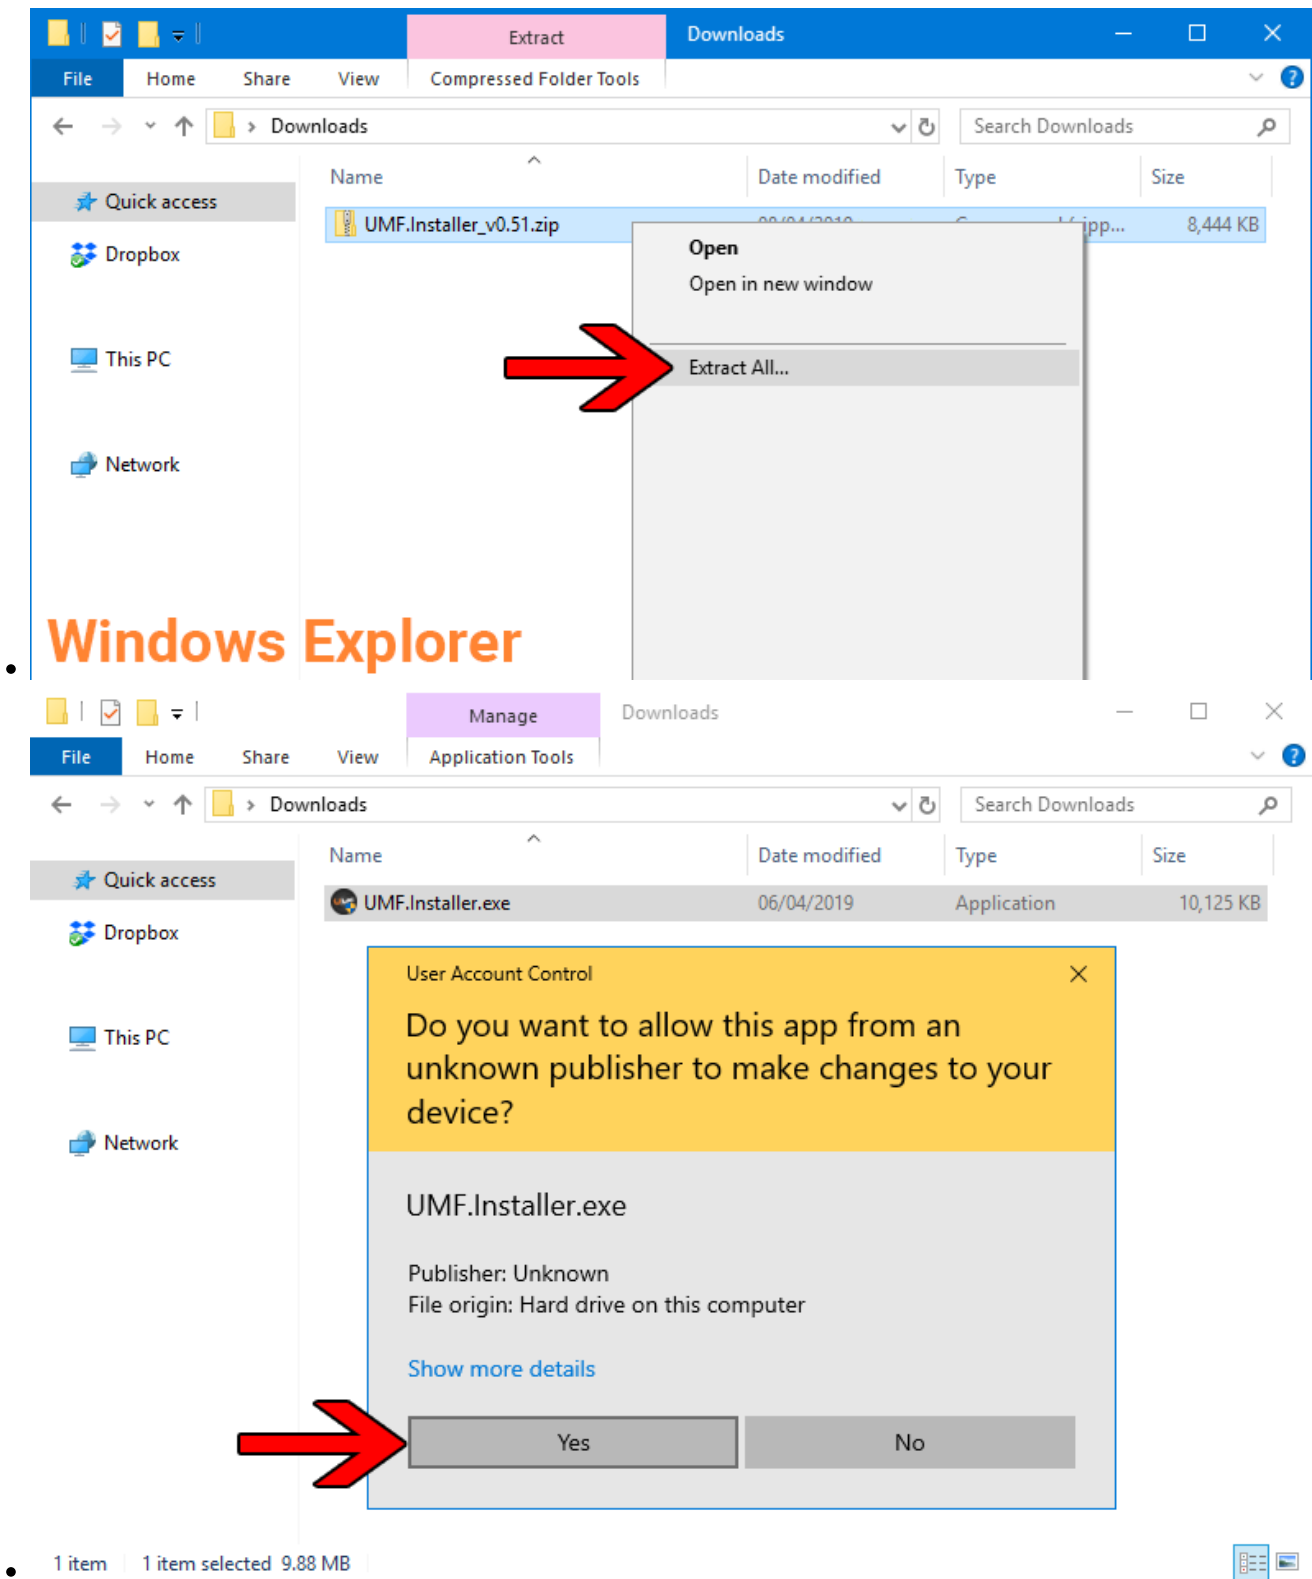 Extract
Downloads
File
Home
Share
View
Compressed Folder Tools
Downloads
Search Downloads
Name
Date modified
Type
Size
Quick access
UMF.Installer_v0.51.zip
8,444 KB
Open
Dropbox
Open in new window
This PC
Extract All...
Network
Windows Explorer
Manage
Downloads
File
Home
Share
View
Application Tools
Downloads
Search Downloads
Name
Date modified
Type
Size
Quick access
UMF.Installer.exe
06/04/2019
Application
10,125 KB
Dropbox
User Account Control
Do you want to allow this app from an
unknown publisher to make changes to your
device?
This PC
Network
UMF.Installer.exe
Publisher: Unknown
File origin: Hard drive on this computer
Show more details
Yes
No
1 item
1 item selected 9.88 MB